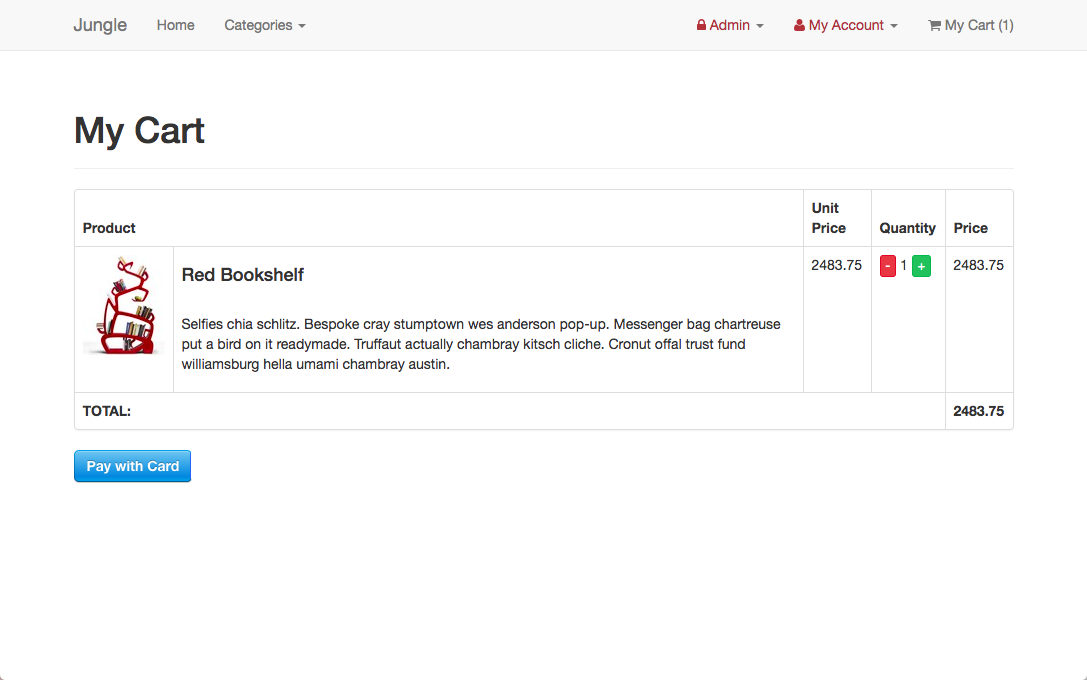 Jungle Home Categories Admin My Account My Cart (1)
My Cart
Product Unit Price Quantity Price
Red Bookshelf 2483.75 - 1 + 2483.75
Selfies chia schlitz. Bespoke cray stumptown wes anderson pop-up. Messenger bag chartreuse
put a bird on it readymade. Truffaut actually chambray kitsch cliche. Cronut offal trust fund
williamsburg hella umami chambray austin.
TOTAL: 2483.75
Pay with Card